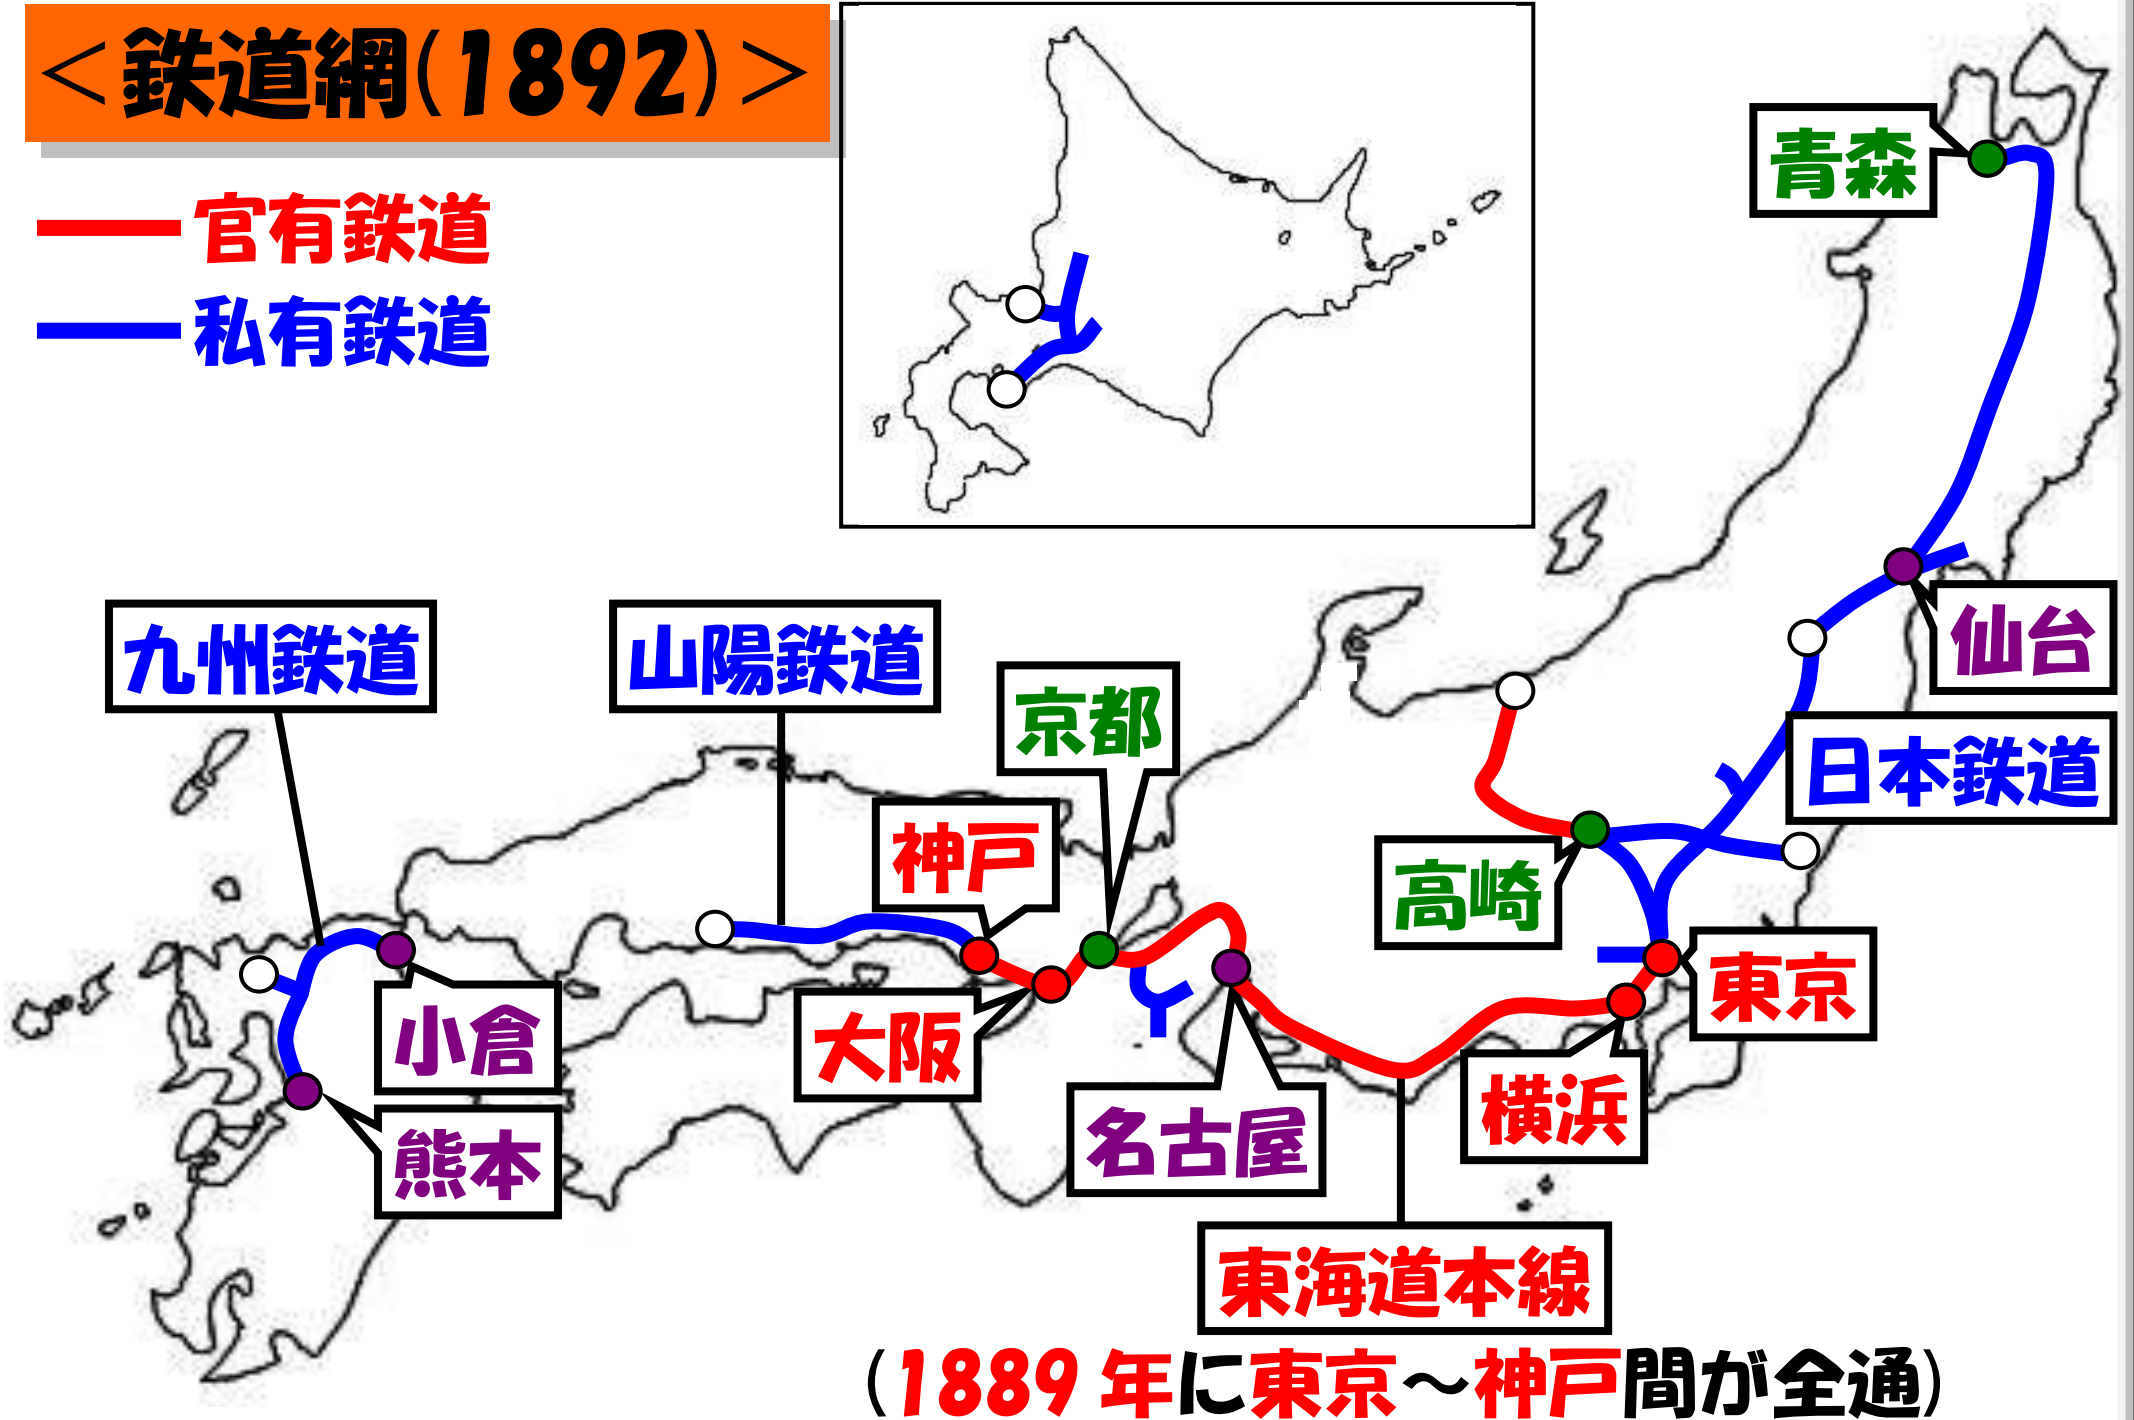 ＜鉄道網(1892)＞
官有鉄道
私有鉄道
青森
九州鉄道
山陽鉄道
京都
仙台
日本鉄道
神戸
高崎
東京
小倉
大阪
横浜
名古屋
熊本
東海道本線
(1889年に東京～神戸間が全通)